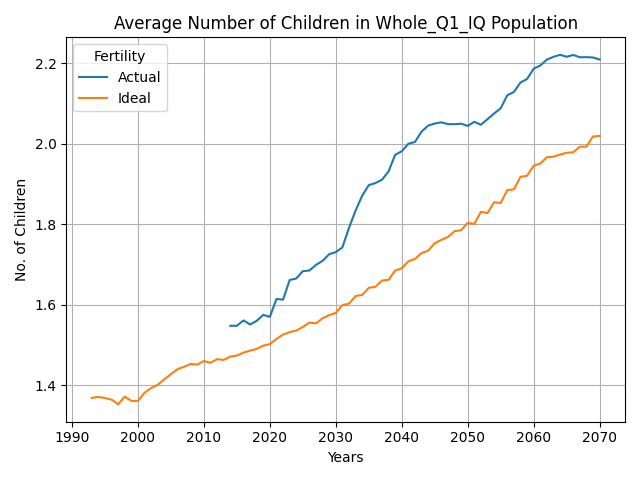 Average Number of Children in Whole_Q1_IQ Population
Fertility
Actual
Ideal
2.2
2.0
1.8
1.6
1.4
No. of Children
1990
2000
2010
2020
2030
2040
2050
2060
2070
Years